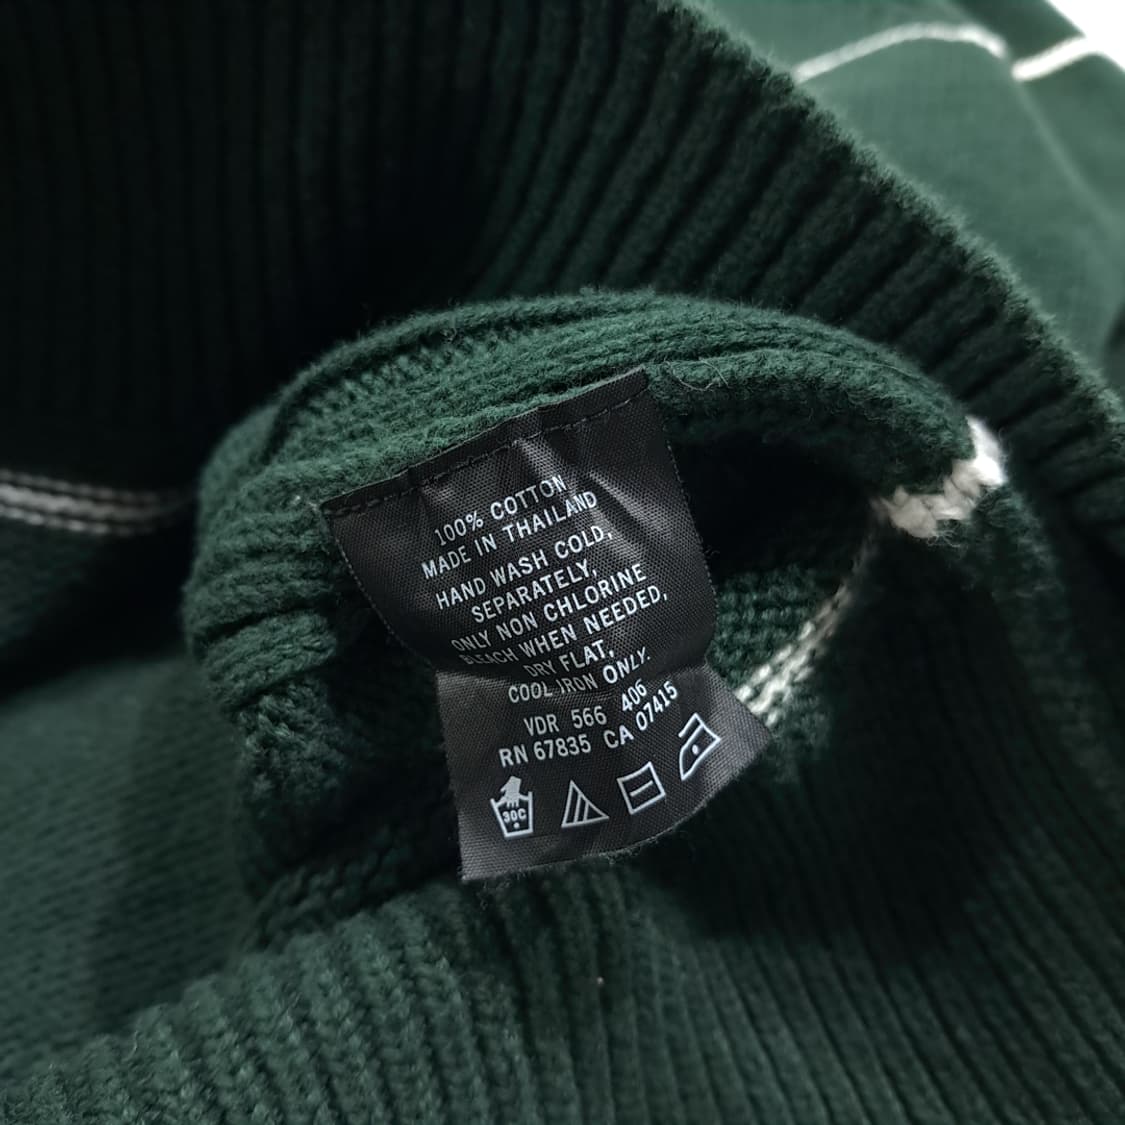 100% COTTON
MADE IN THAILAND
HAND WASH COLD,
SEPARATELY,
ONLY NON CHLORINE
BLEACH WHEN NEEDED,
DRY FLAT,
COOL IRON ONLY.
VDR 566 406
RN 67835 CA 07415
30C